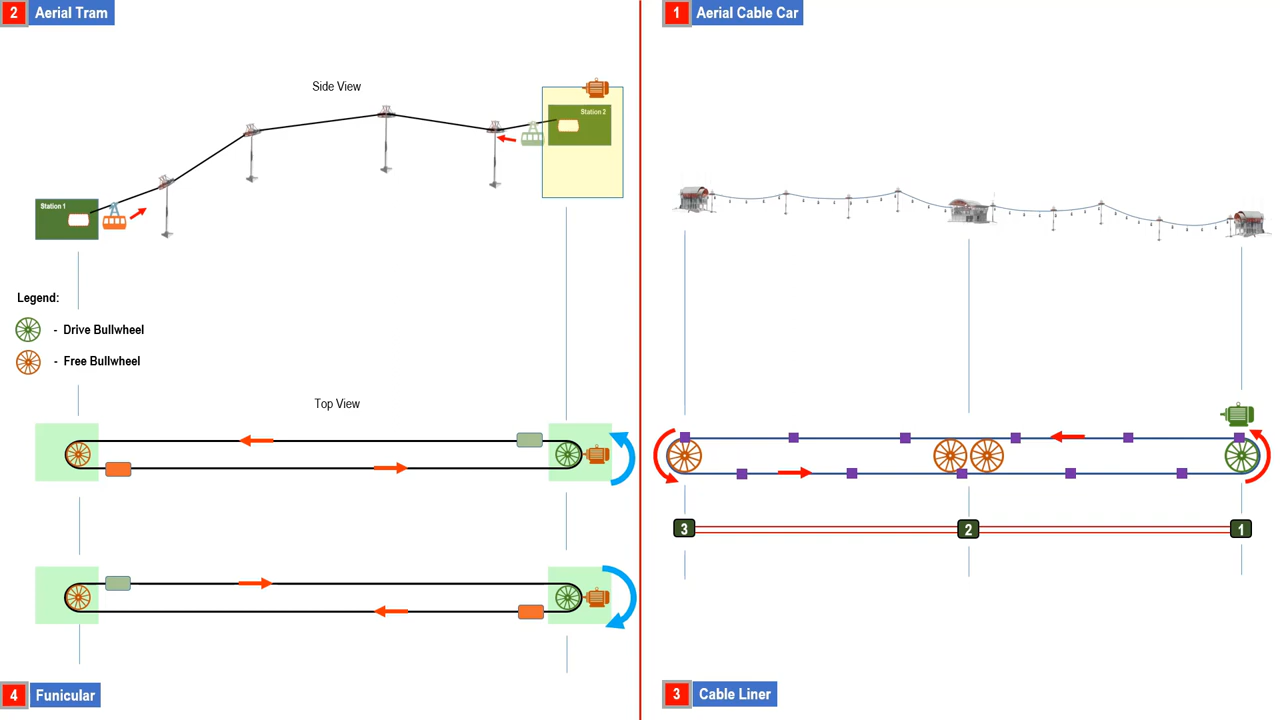 2 Aerial Tram
Side View
Station 2
Station 1
Legend:
- Drive Bullwheel
- Free Bullwheel
Top View
4 Funicular
1 Aerial Cable Car
3 2 1
3 Cable Liner